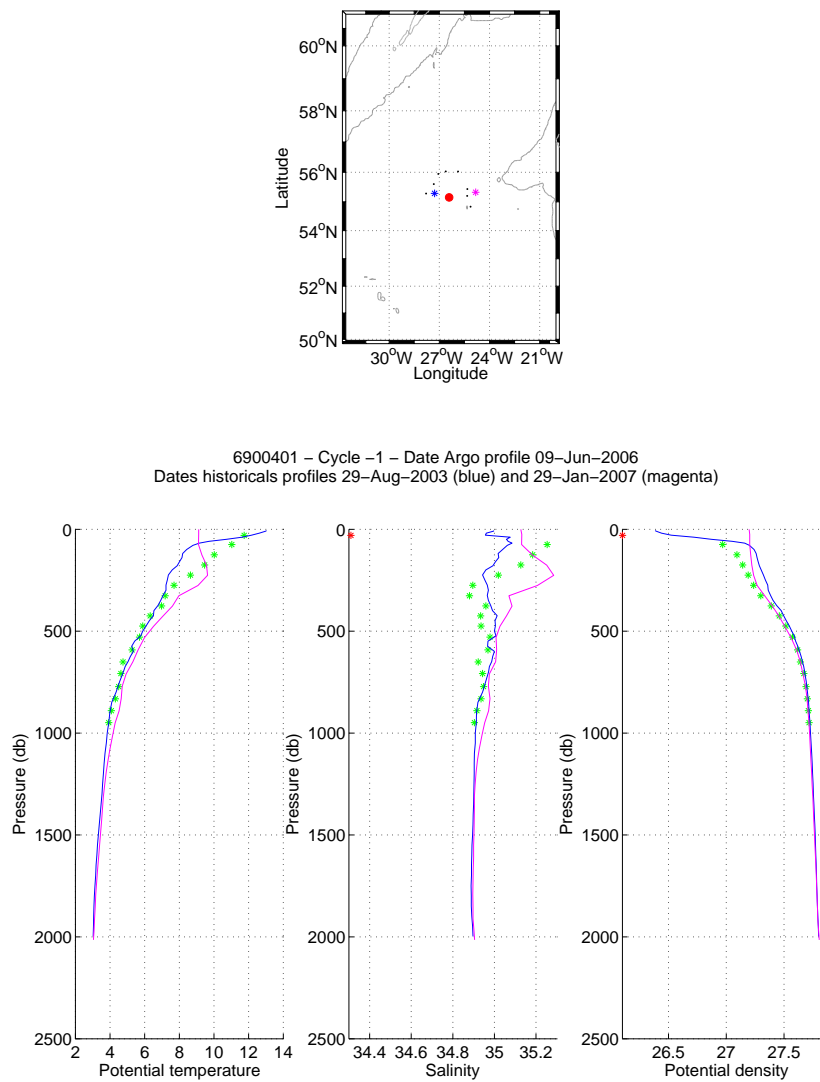 60°N
58°N
56°N
54°N
52°N
50°N
Latitude
30°W 27°W 24°W 21°W
Longitude
6900401 − Cycle −1 − Date Argo profile 09−Jun−2006
Dates historicals profiles 29−Aug−2003 (blue) and 29−Jan−2007 (magenta)
0
500
1000
1500
2000
2500
Pressure (db)
2 4 6 8 10 12 14
Potential temperature
0
500
1000
1500
2000
2500
Pressure (db)
34.4 34.6 34.8 35 35.2
Salinity
0
500
1000
1500
2000
2500
Pressure (db)
26.5 27 27.5
Potential density